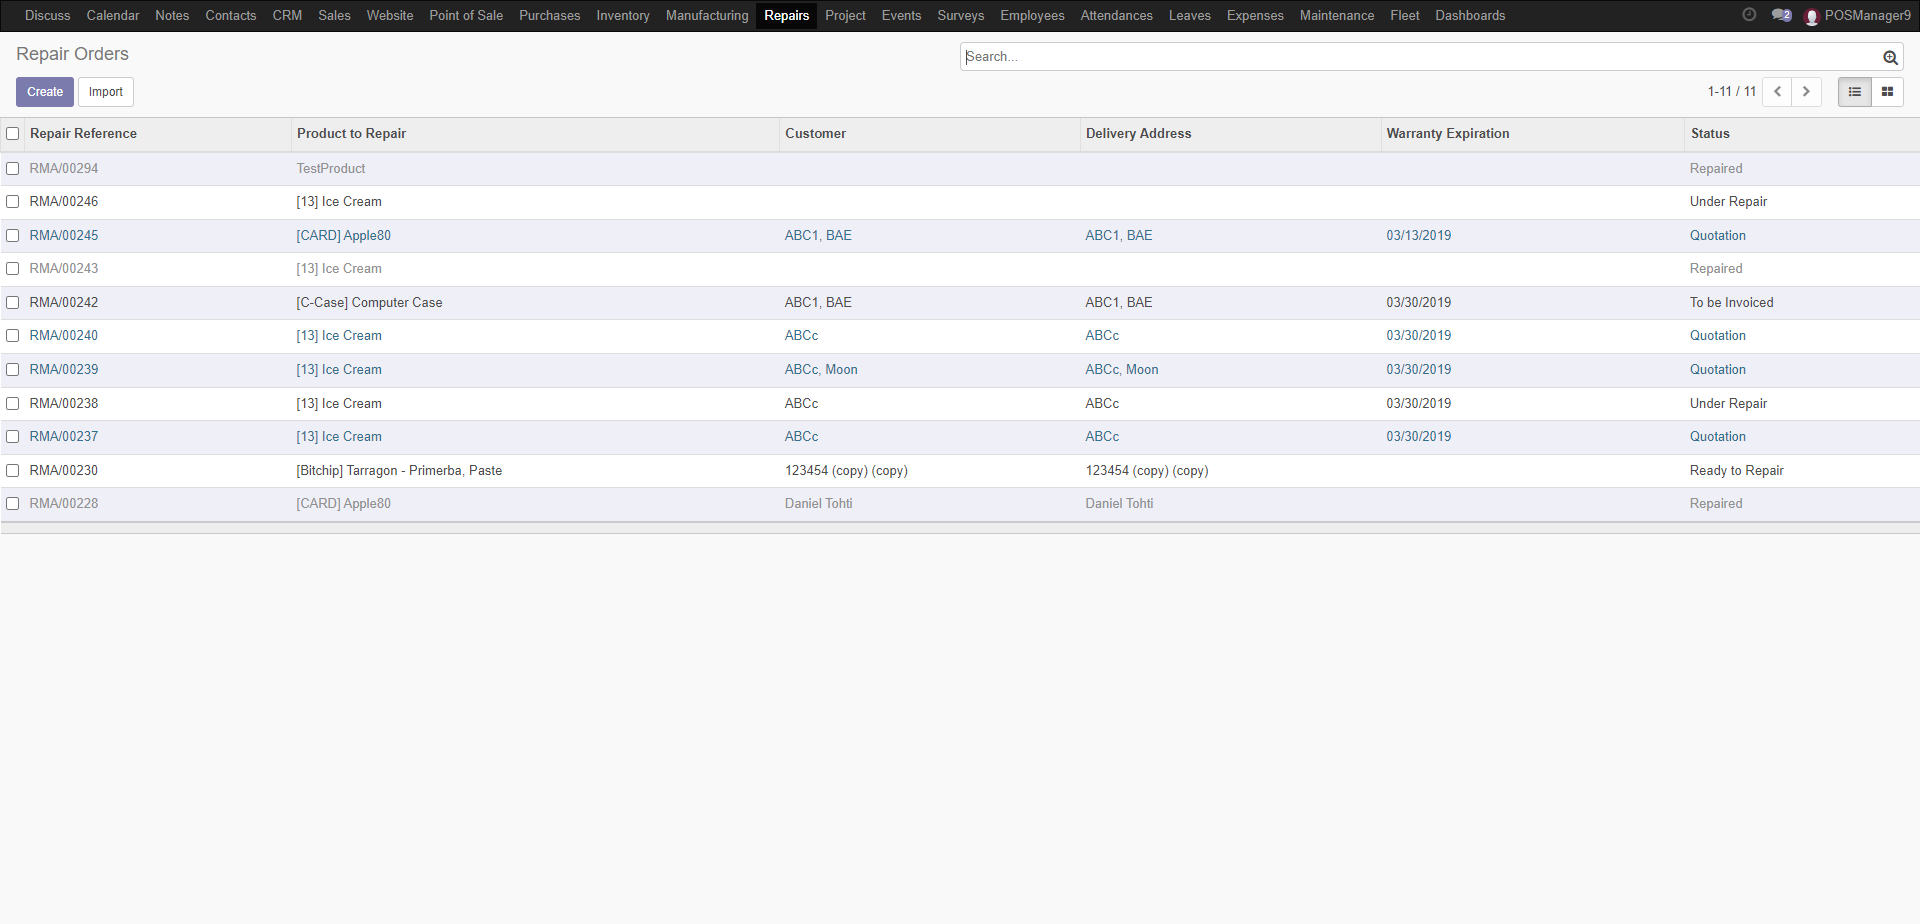 Discuss Calendar Notes Contacts CRM Sales Website Point of Sale Purchases Inventory Manufacturing Repairs Project Events Surveys Employees Attendances Leaves Expenses Maintenance Fleet Dashboards 2 POSManager9
Repair Orders
Search...
Create Import 1-11 / 11
Repair Reference Product to Repair Customer Delivery Address Warranty Expiration Status
RMA/00294 TestProduct Repaired
RMA/00246 [13] Ice Cream Under Repair
RMA/00245 [CARD] Apple80 ABC1, BAE ABC1, BAE 03/13/2019 Quotation
RMA/00243 [13] Ice Cream Repaired
RMA/00242 [C-Case] Computer Case ABC1, BAE ABC1, BAE 03/30/2019 To be Invoiced
RMA/00240 [13] Ice Cream ABCc ABCc 03/30/2019 Quotation
RMA/00239 [13] Ice Cream ABCc, Moon ABCc, Moon 03/30/2019 Quotation
RMA/00238 [13] Ice Cream ABCc ABCc 03/30/2019 Under Repair
RMA/00237 [13] Ice Cream ABCc ABCc 03/30/2019 Quotation
RMA/00230 [Bitchip] Tarragon - Primerba, Paste 123454 (copy) (copy) 123454 (copy) (copy) Ready to Repair
RMA/00228 [CARD] Apple80 Daniel Tohti Daniel Tohti Repaired